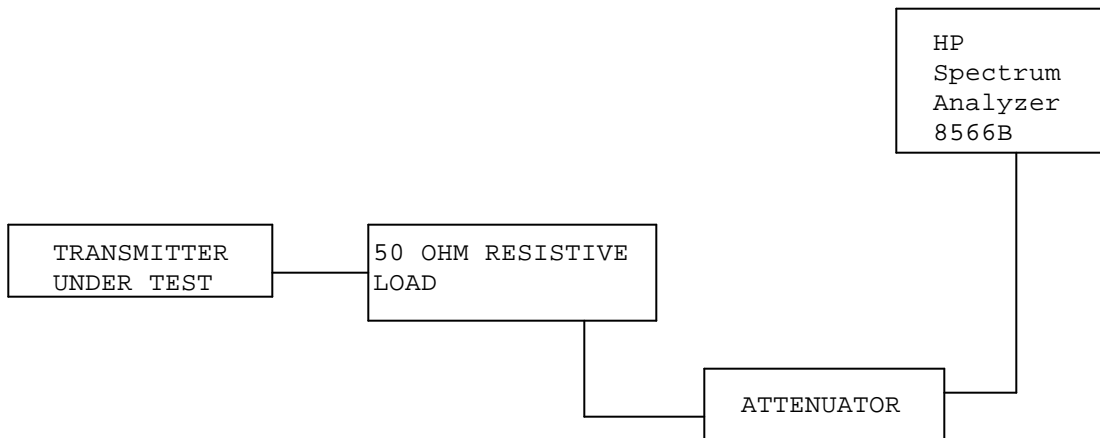 HP
Spectrum
Analyzer
8566B
TRANSMITTER
UNDER TEST
50 OHM RESISTIVE
LOAD
ATTENUATOR